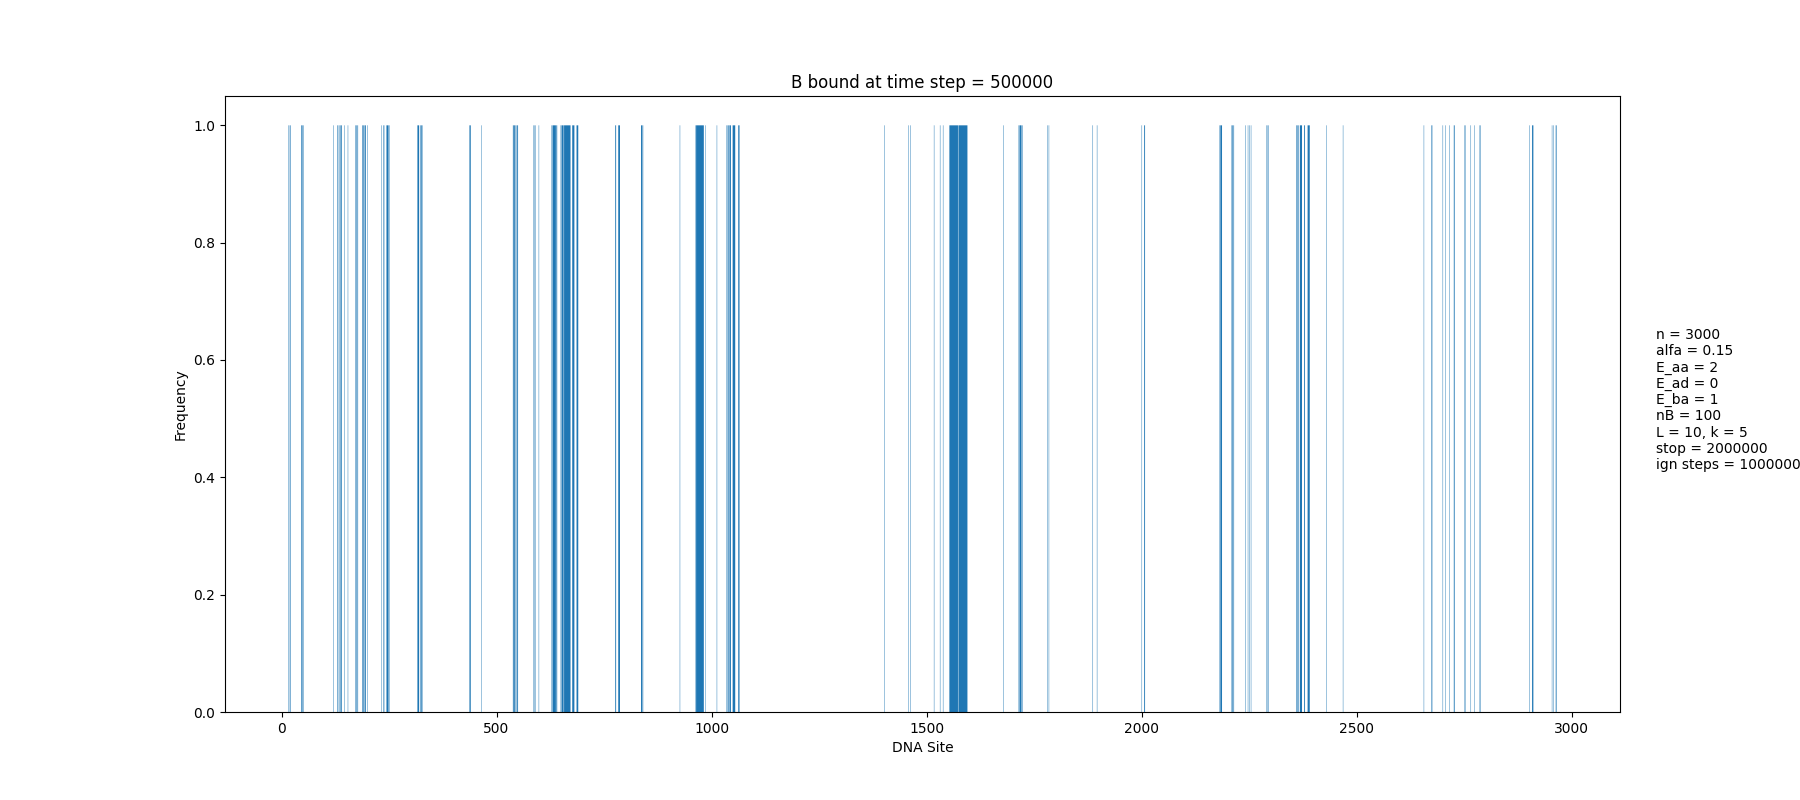 B bound at time step = 500000
1.0
0.8
0.6
0.4
0.2
0.0
Frequency
0 500 1000 1500 2000 2500 3000
DNA Site
n = 3000
alfa = 0.15
E_aa = 2
E_ad = 0
E_ba = 1
nB = 100
L = 10, k = 5
stop = 2000000
ign steps = 1000000